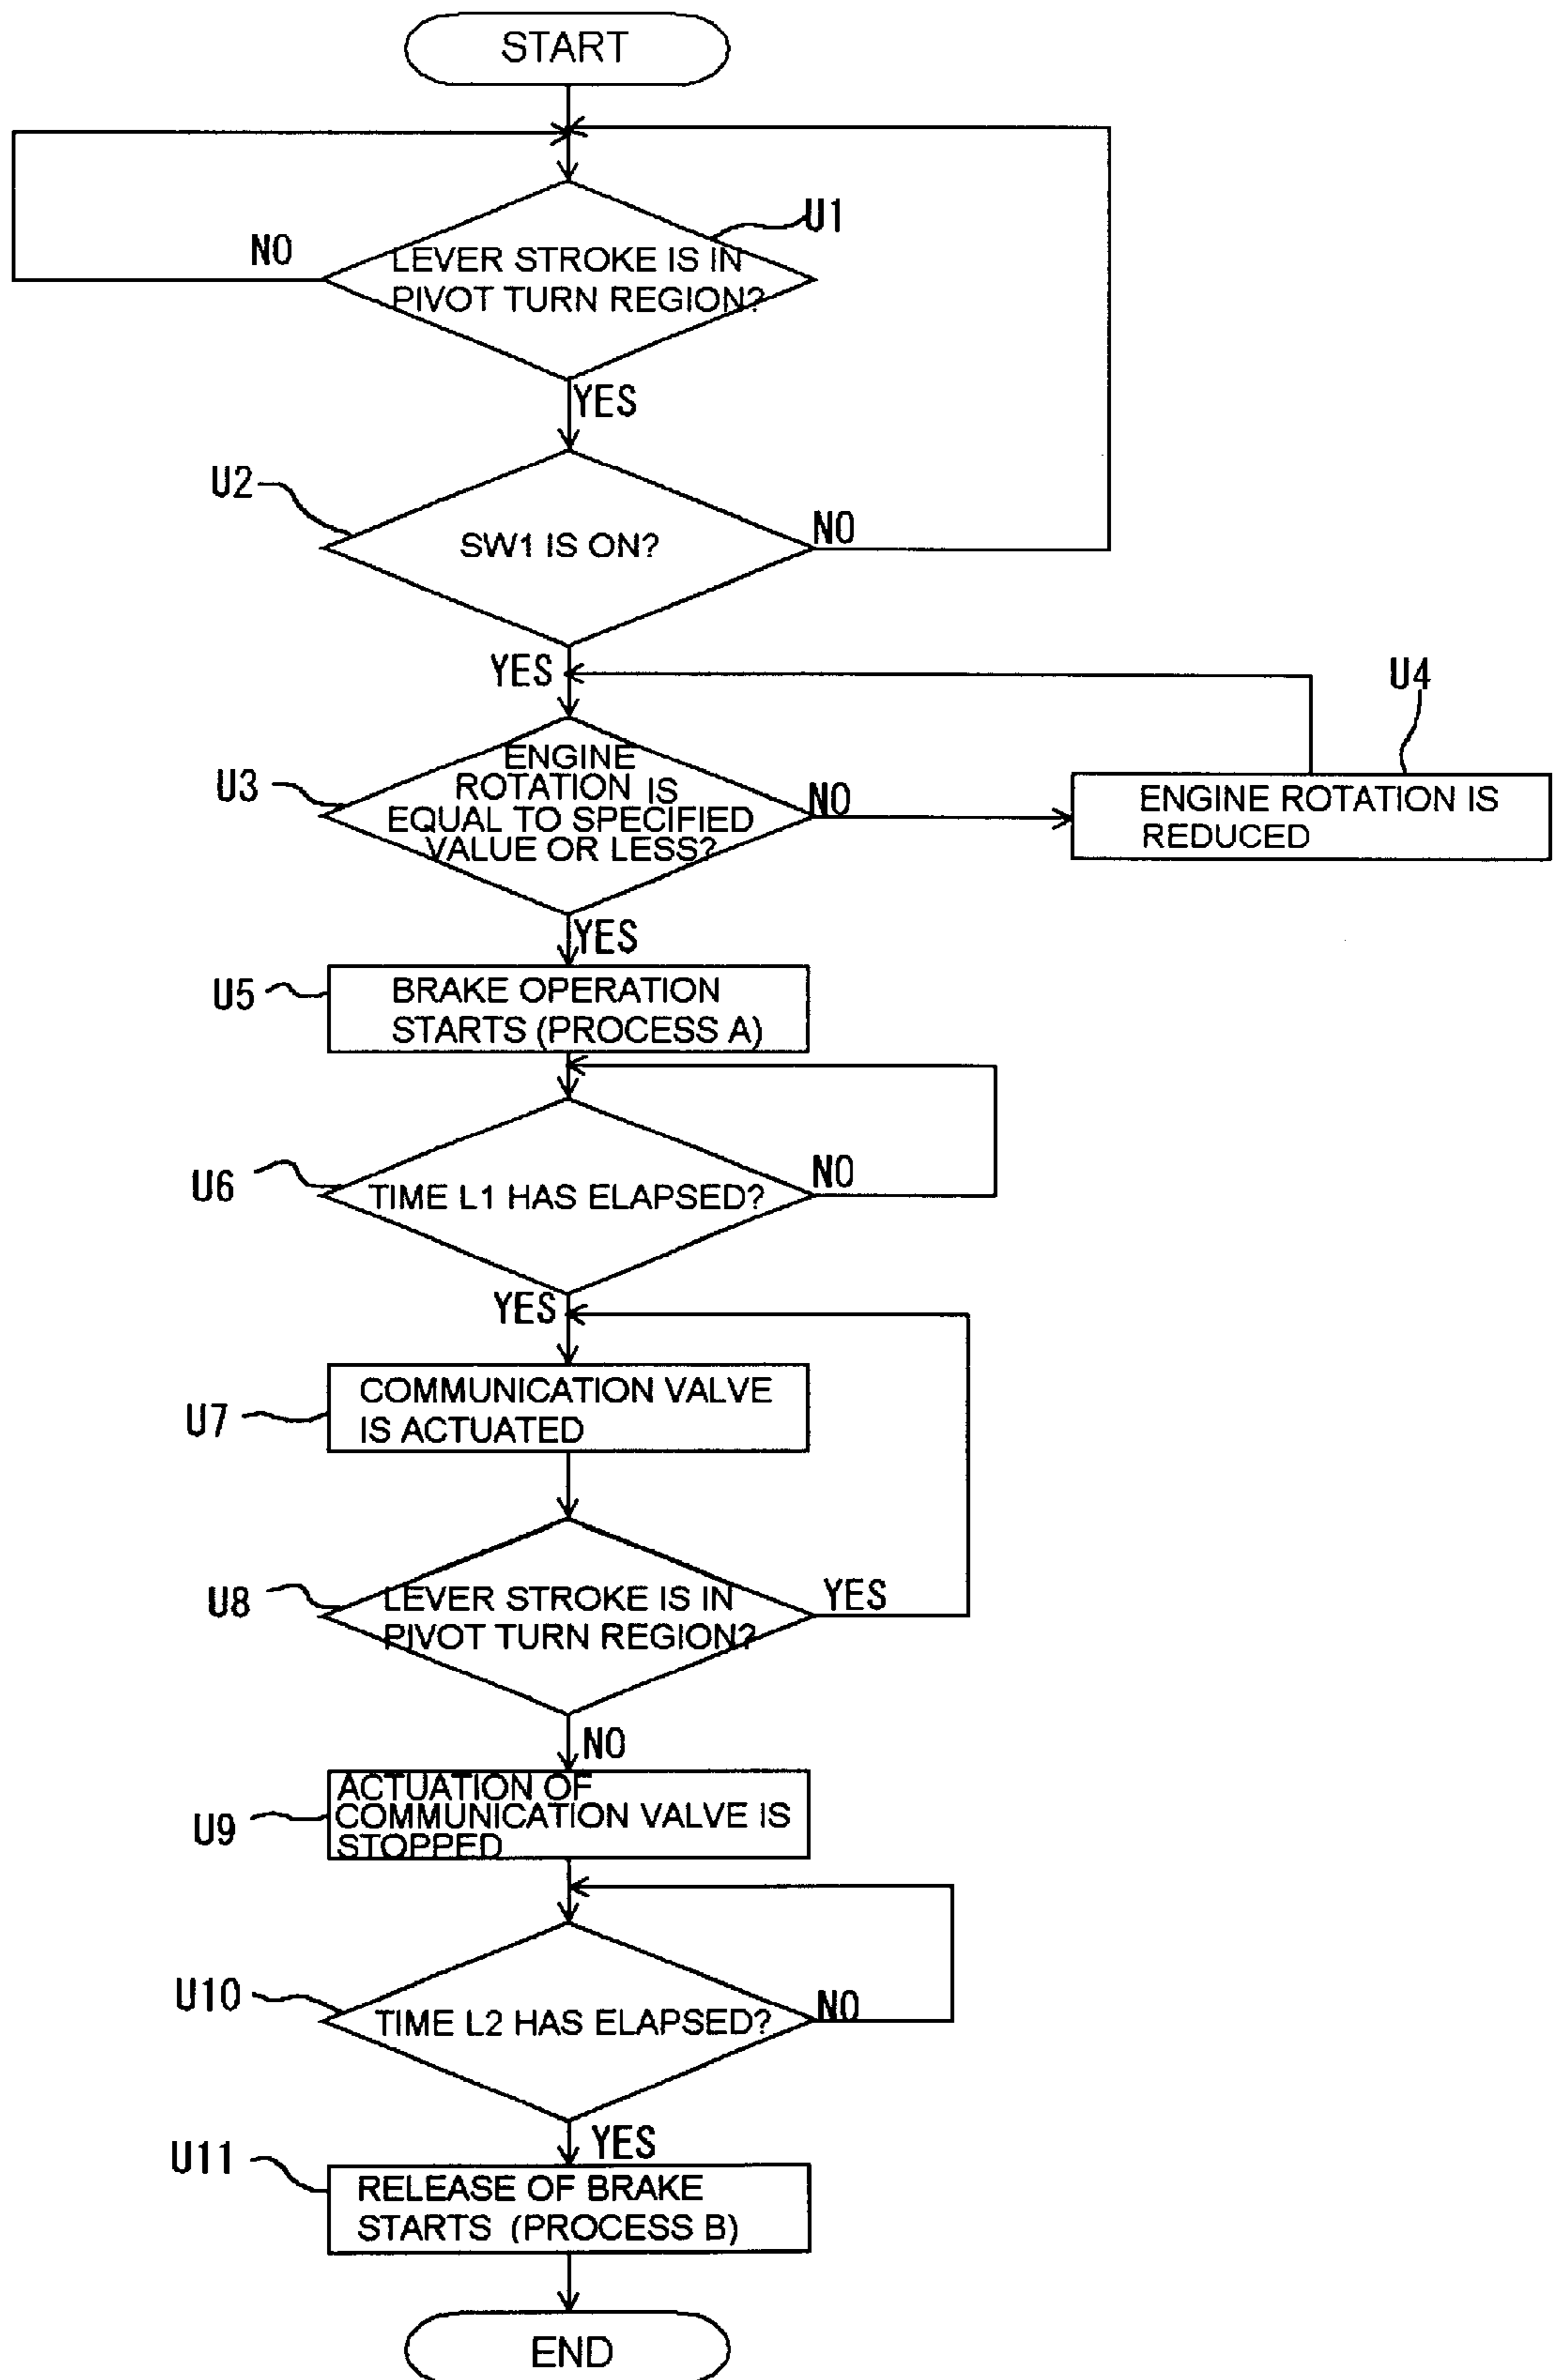 START
U1
NO
LEVER STROKE IS IN
PIVOT TURN REGION?
YES
U2
NO
SW1 IS ON?
YES
U4
ENGINE
ROTATION IS
EQUAL TO SPECIFIED
VALUE OR LESS?
U3
NO
ENGINE ROTATION IS
REDUCED
YES
U5
BRAKE OPERATION
STARTS (PROCESS A)
U6
NO
TIME L1 HAS ELAPSED?
YES
U7
COMMUNICATION VALVE
IS ACTUATED
U8
YES
LEVER STROKE IS IN
PIVOT TURN REGION?
NO
U9
ACTUATION OF
COMMUNICATION VALVE IS
STOPPED
U10
NO
TIME L2 HAS ELAPSED?
YES
U11
RELEASE OF BRAKE
STARTS (PROCESS B)
END